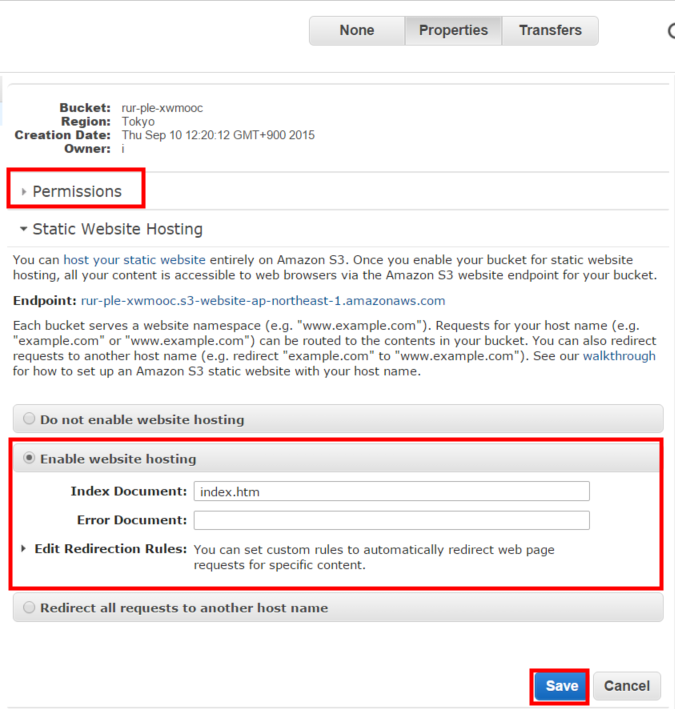 None Properties Transfers
Bucket: rur-ple-xwmooc
Region: Tokyo
Creation Date: Thu Sep 10 12:20:12 GMT+900 2015
Owner: i
Permissions
Static Website Hosting
You can host your static website entirely on Amazon S3. Once you enable your bucket for static website
hosting, all your content is accessible to web browsers via the Amazon S3 website endpoint for your bucket.
Endpoint: rur-ple-xwmooc.s3-website-ap-northeast-1.amazonaws.com
Each bucket serves a website namespace (e.g. "www.example.com"). Requests for your host name (e.g.
"example.com" or "www.example.com") can be routed to the contents in your bucket. You can also redirect
requests to another host name (e.g. redirect "example.com" to "www.example.com"). See our walkthrough
for how to set up an Amazon S3 static website with your host name.
Do not enable website hosting
Enable website hosting
Index Document: index.htm
Error Document:
Edit Redirection Rules: You can set custom rules to automatically redirect web page
requests for specific content.
Redirect all requests to another host name
Save Cancel